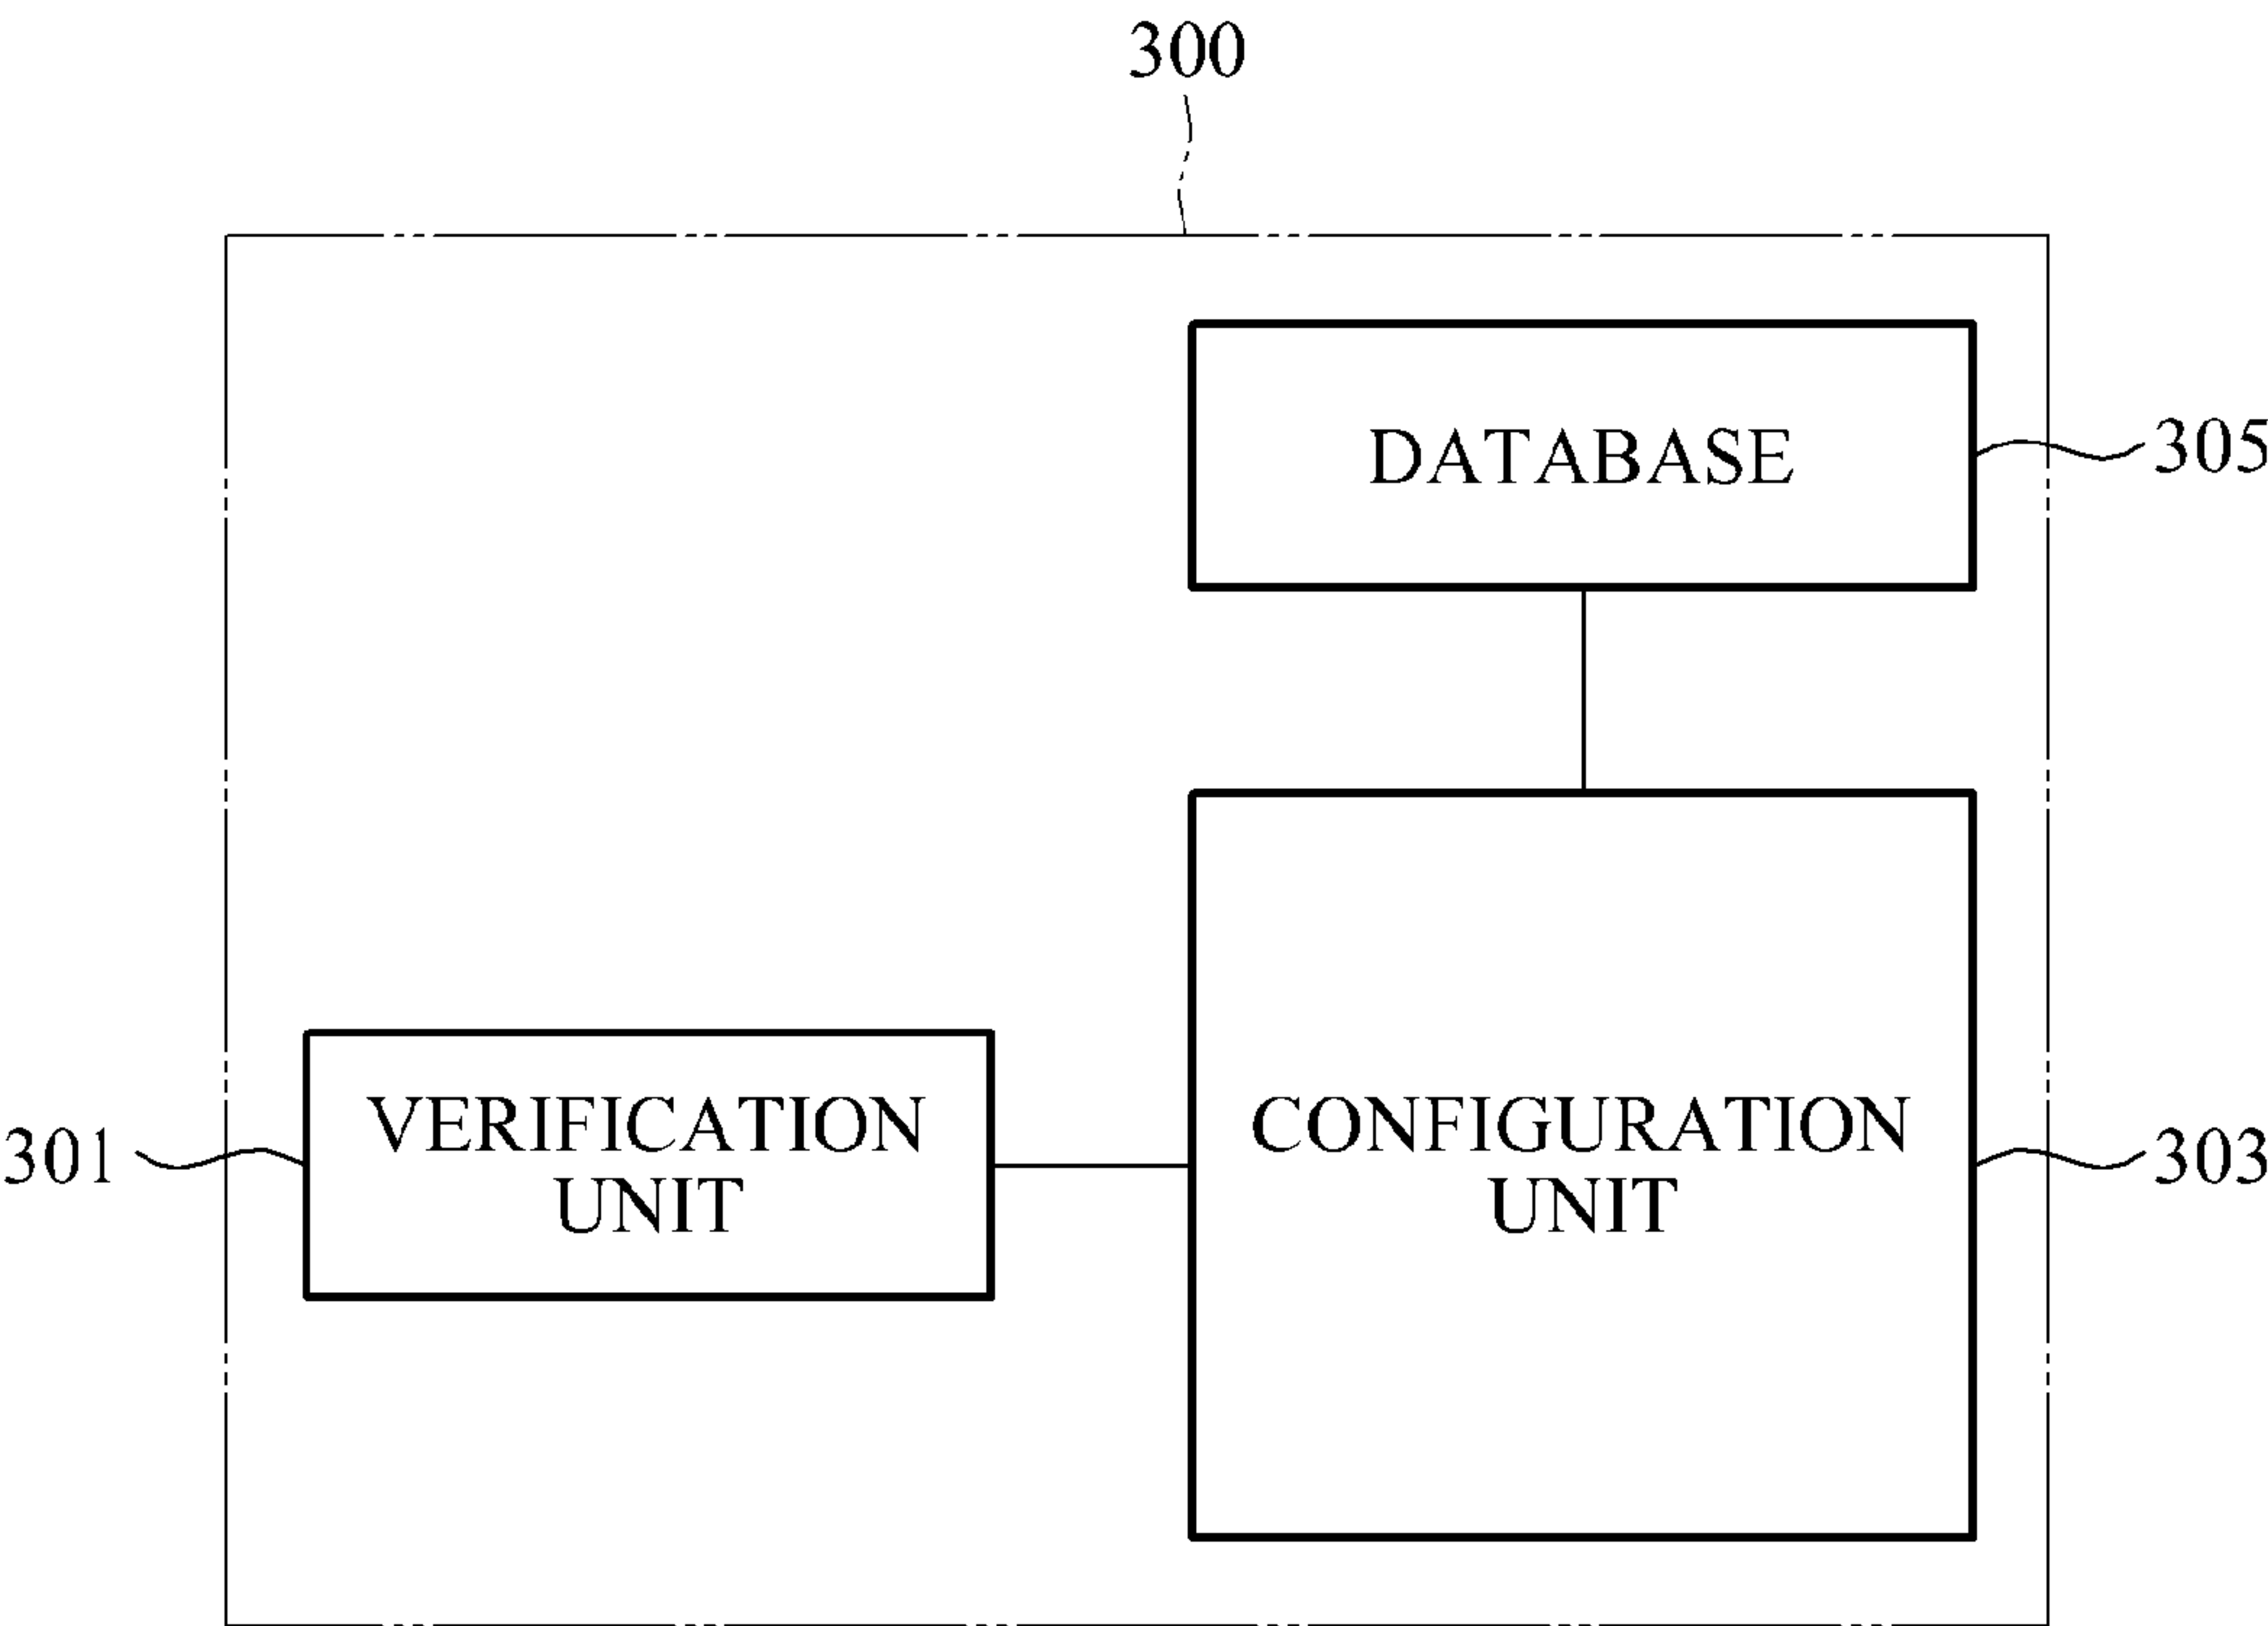 300
DATABASE
305
VERIFICATION
UNIT
301
CONFIGURATION
UNIT
303